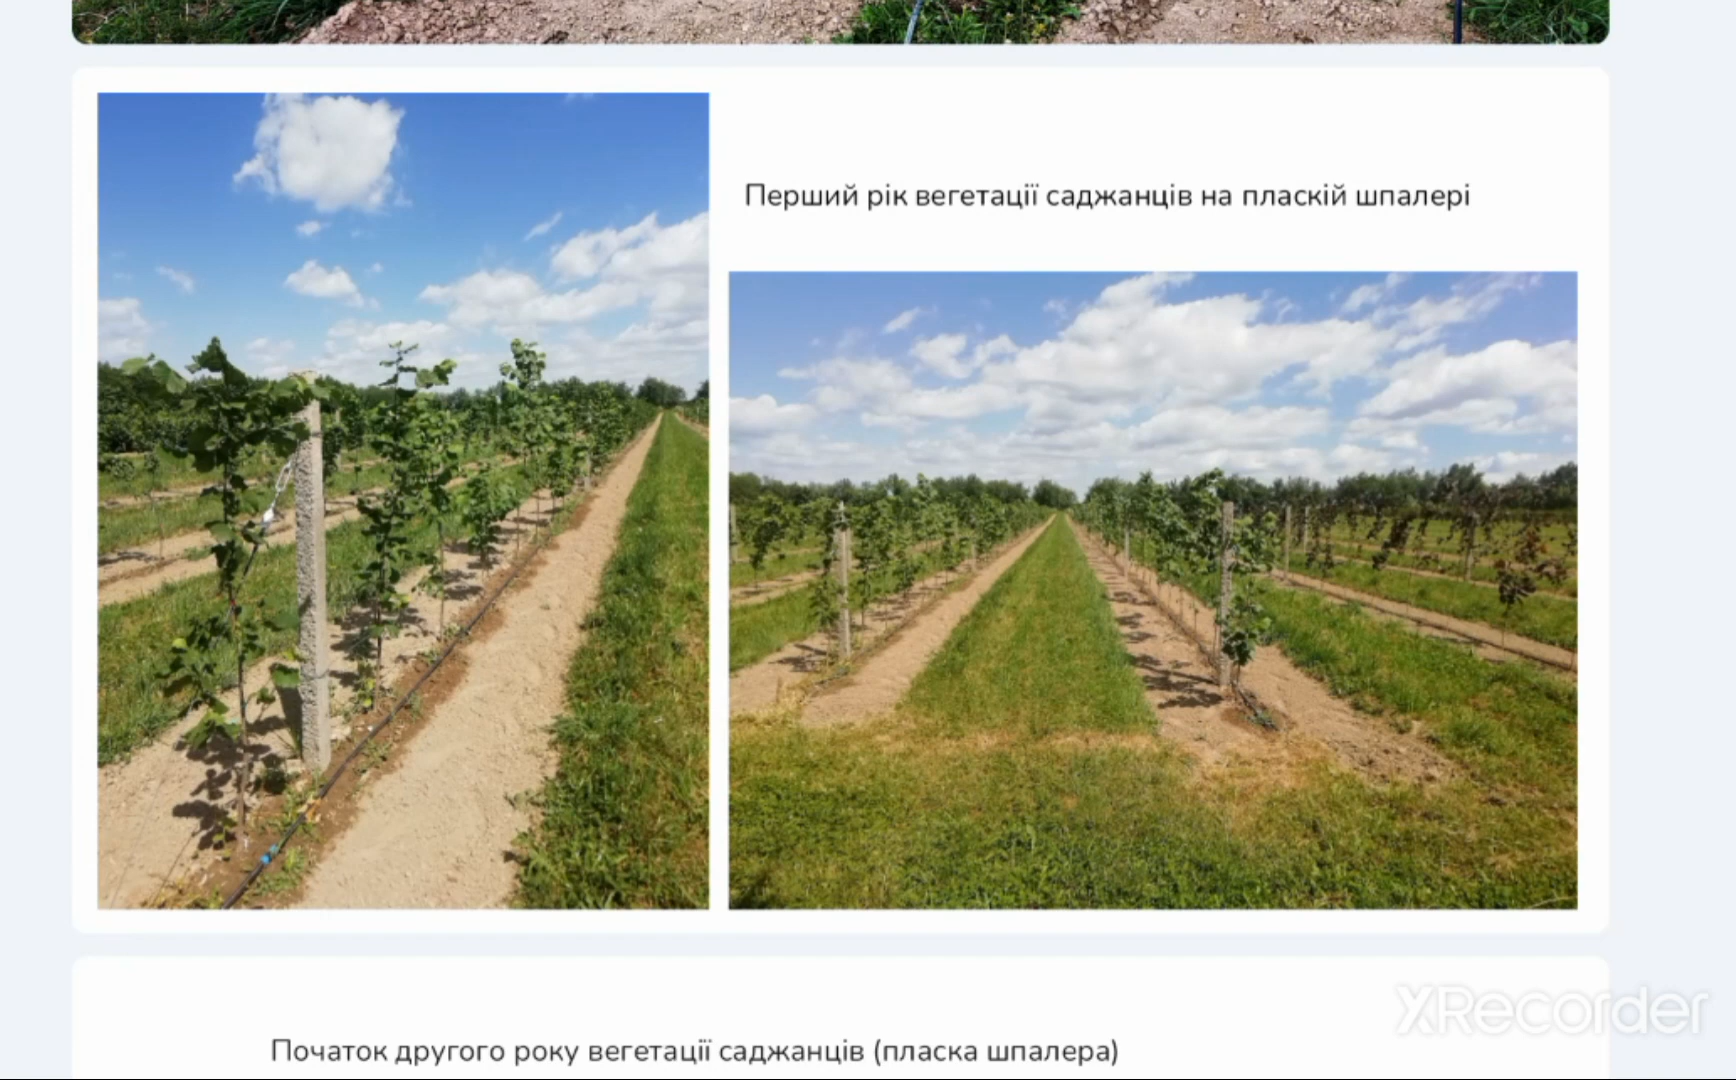 Перший рік вегетації саджанців на пласкій шпалері
Початок другого року вегетації саджанців (пласка шпалера)
XRecorder